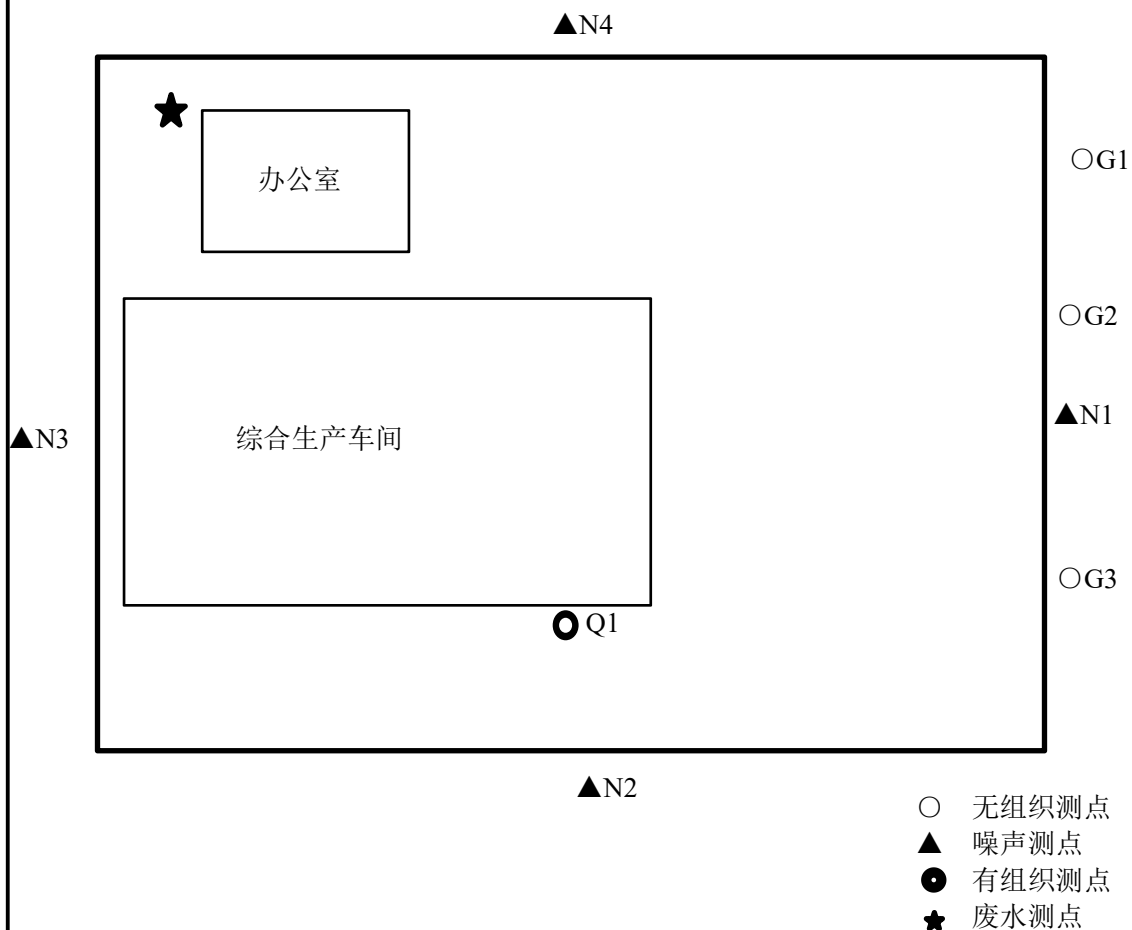 ▲N4
★
办公室
○G1
○G2
▲N1
▲N3
综合生产车间
○G3
Q1
▲N2
○ 无组织测点
▲ 噪声测点
有组织测点
★ 废水测点